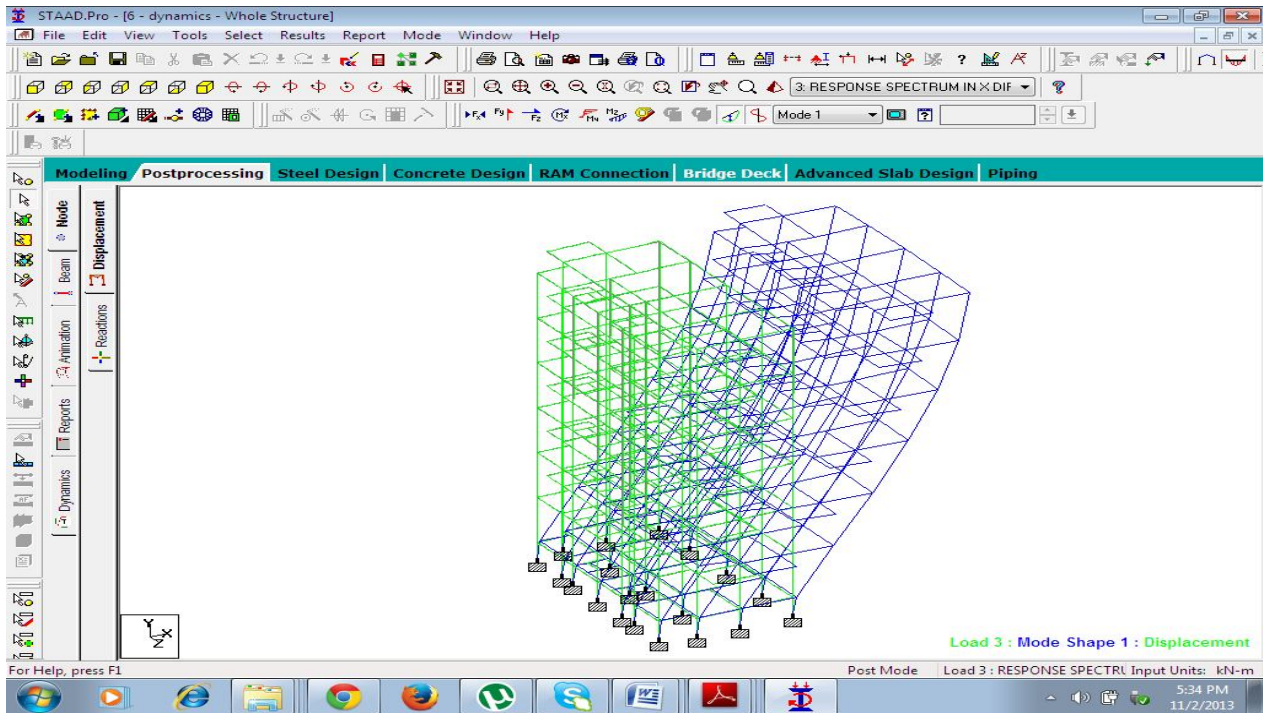 STAAD.Pro - [6 - dynamics - Whole Structure]
File Edit View Tools Select Results Report Mode Window Help
3: RESPONSE SPECTRUM IN X DIF
Mode 1
Modeling Postprocessing Steel Design Concrete Design RAM Connection Bridge Deck Advanced Slab Design Piping
Node
Beam
Animation
Reports
Dynamics
Displacement
Reactions
Y
X
Z
Load 3 : Mode Shape 1 : Displacement
For Help, press F1
Post Mode Load 3 : RESPONSE SPECTRU Input Units: kN-m
5:34 PM
11/2/2013